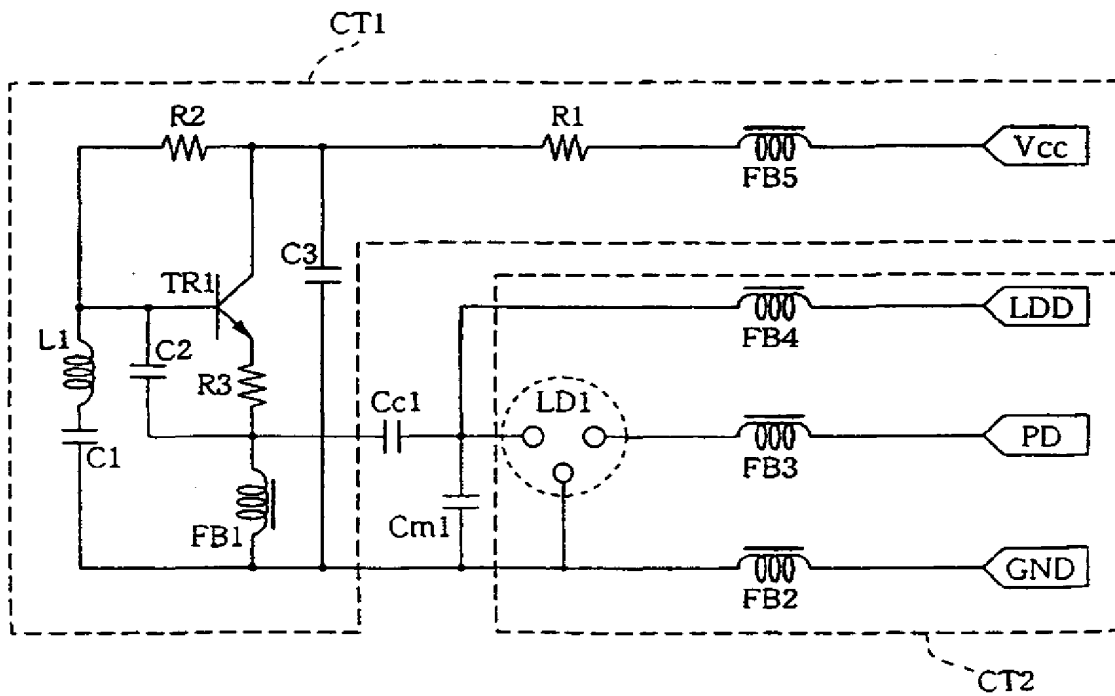 CT1
R2
R1
Vcc
FB5
C3
TR1
LDD
L1
C2
FB4
R3
Cc1
LD1
PD
C1
FB3
FB1
Cm1
GND
FB2
CT2